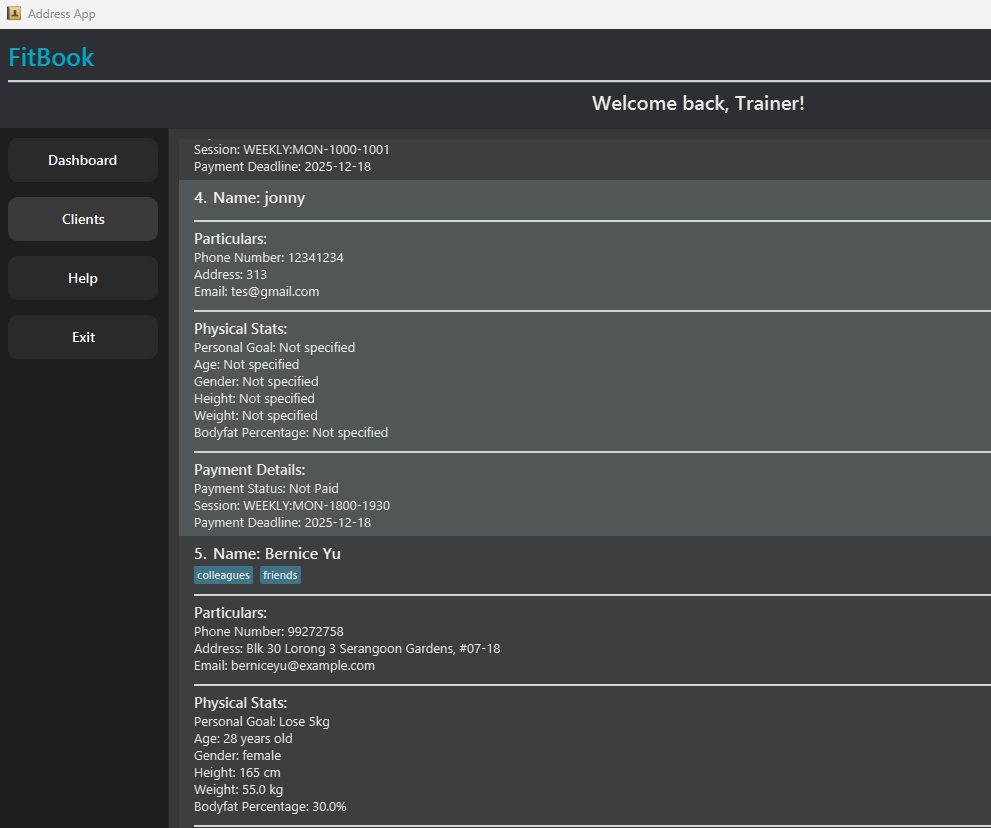 Address App
FitBook
Welcome back, Trainer!
Dashboard
Clients
Help
Exit
Session: WEEKLY:MON-1000-1001
Payment Deadline: 2025-12-18
4. Name: jonny
Particulars:
Phone Number: 12341234
Address: 313
Email: tes@gmail.com
Physical Stats:
Personal Goal: Not specified
Age: Not specified
Gender: Not specified
Height: Not specified
Weight: Not specified
Bodyfat Percentage: Not specified
Payment Details:
Payment Status: Not Paid
Session: WEEKLY:MON-1800-1930
Payment Deadline: 2025-12-18
5. Name: Bernice Yu
colleagues friends
Particulars:
Phone Number: 99272758
Address: Blk 30 Lorong 3 Serangoon Gardens, #07-18
Email: berniceyu@example.com
Physical Stats:
Personal Goal: Lose 5kg
Age: 28 years old
Gender: female
Height: 165 cm
Weight: 55.0 kg
Bodyfat Percentage: 30.0%